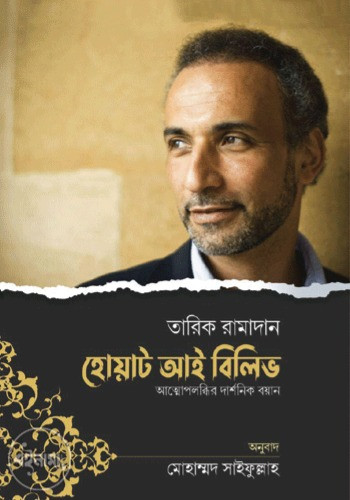 তারিক রামাদান
হোয়াট আই বিলিভ
আত্মোপলব্ধির দার্শনিক বয়ান
অনুবাদ
মোহাম্মদ সাইফুল্লাহ